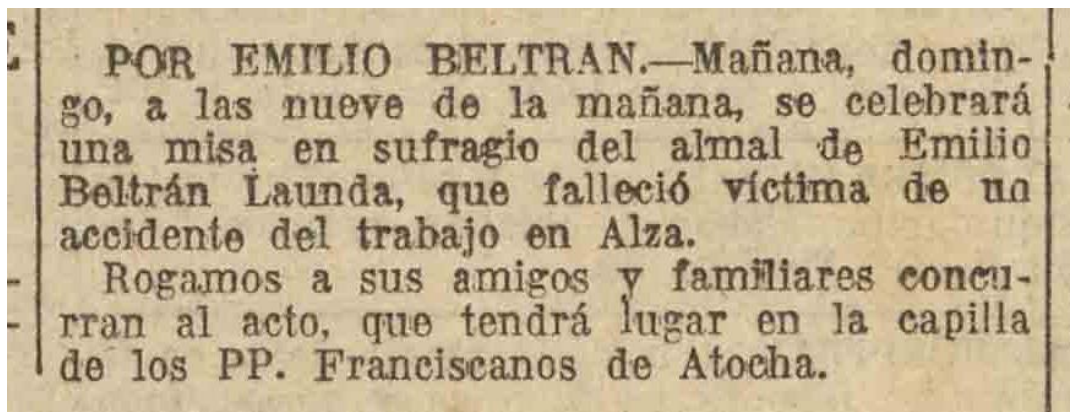 POR EMILIO BELTRAN.—Mañana, domin-
go, a las nueve de la mañana, se celebrará
una misa en sufragio del almal de Emilio
Beltrán Launda, que falleció víctima de un
accidente del trabajo en Alza.
Rogamos a sus amigos y familiares concu-
rran al acto, que tendrá lugar en la capilla
de los PP. Franciscanos de Atocha.